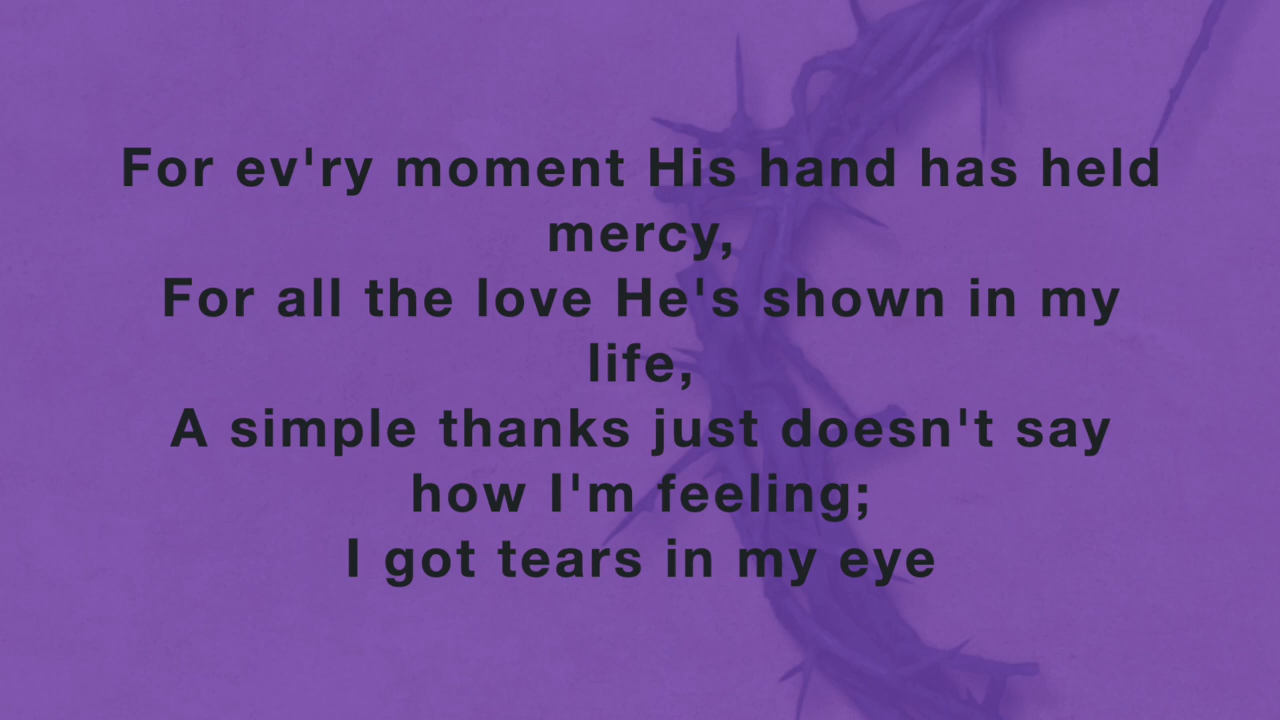 For ev'ry moment His hand has held
mercy,
For all the love He's shown in my
life,
A simple thanks just doesn't say
how I'm feeling;
I got tears in my eye